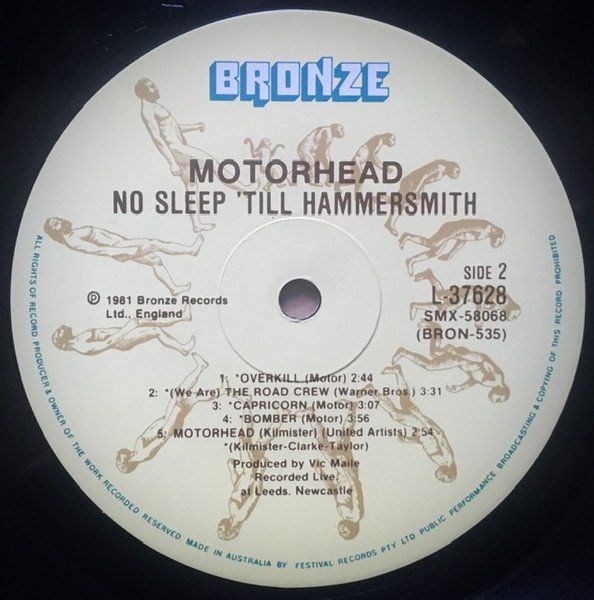 BRONZE
MOTORHEAD
NO SLEEP 'TILL HAMMERSMITH
SIDE 2
L-37628
SMX-58068
(BRON-535)
Ⓟ 1981 Bronze Records
Ltd., England
1: *OVERKILL (Motor) 2:44
2: *(We Are) THE ROAD CREW (Warner Bros.) 3:31
3: *CAPRICORN (Motor) 3:07
4: *BOMBER (Motor) 3:56
5: MOTORHEAD (Kilmister) (United Artists) 2:54
*(Kilmister-Clarke-Taylor)
Produced by Vic Maile
Recorded Live
at Leeds. Newcastle
ALL RIGHTS OF RECORD PRODUCER & OWNER OF THE WORK RECORDED RESERVED MADE IN AUSTRALIA BY FESTIVAL RECORDS PTY LTD PUBLIC PERFORMANCE BROADCASTING & COPYING OF THIS RECORD PROHIBITED